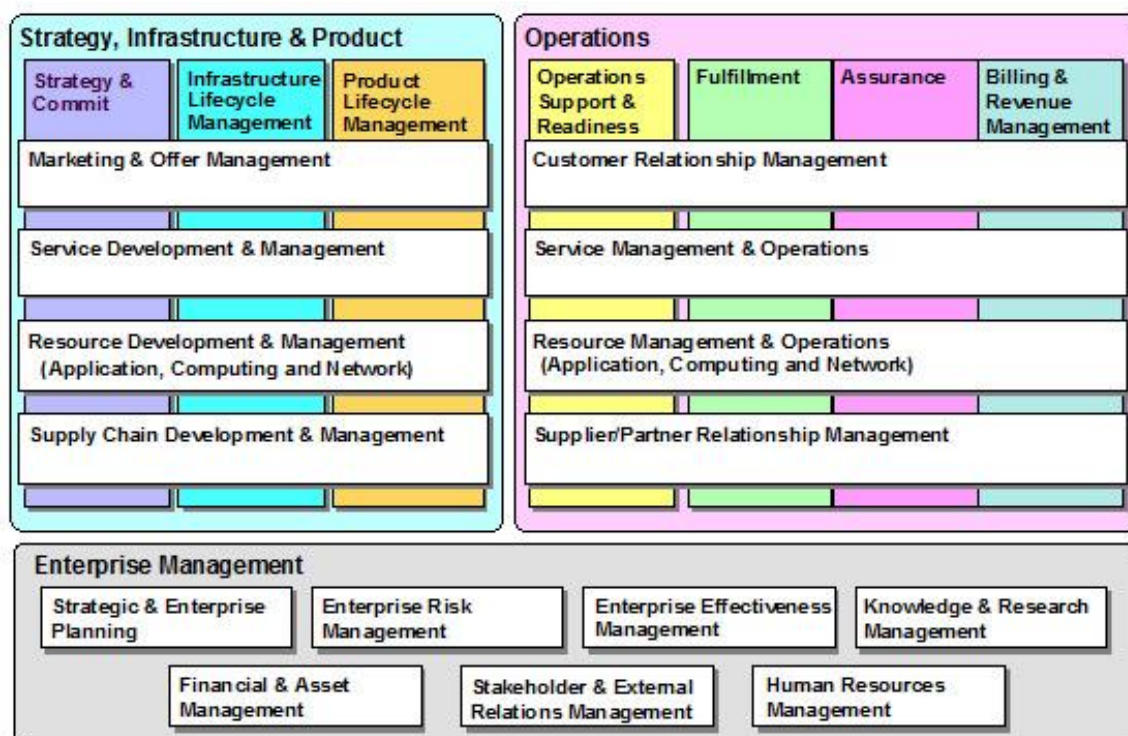 Strategy, Infrastructure & Product
Strategy &
Commit
Infrastructure
Lifecycle
Management
Product
Lifecycle
Management
Marketing & Offer Management
Service Development & Management
Resource Development & Management
(Application, Computing and Network)
Supply Chain Development & Management
Operations
Operations
Support &
Readiness
Fulfillment
Assurance
Billing &
Revenue
Management
Customer Relationship Management
Service Management & Operations
Resource Management & Operations
(Application, Computing and Network)
Supplier/Partner Relationship Management
Enterprise Management
Strategic & Enterprise
Planning
Enterprise Risk
Management
Enterprise Effectiveness
Management
Knowledge & Research
Management
Financial & Asset
Management
Stakeholder & External
Relations Management
Human Resources
Management